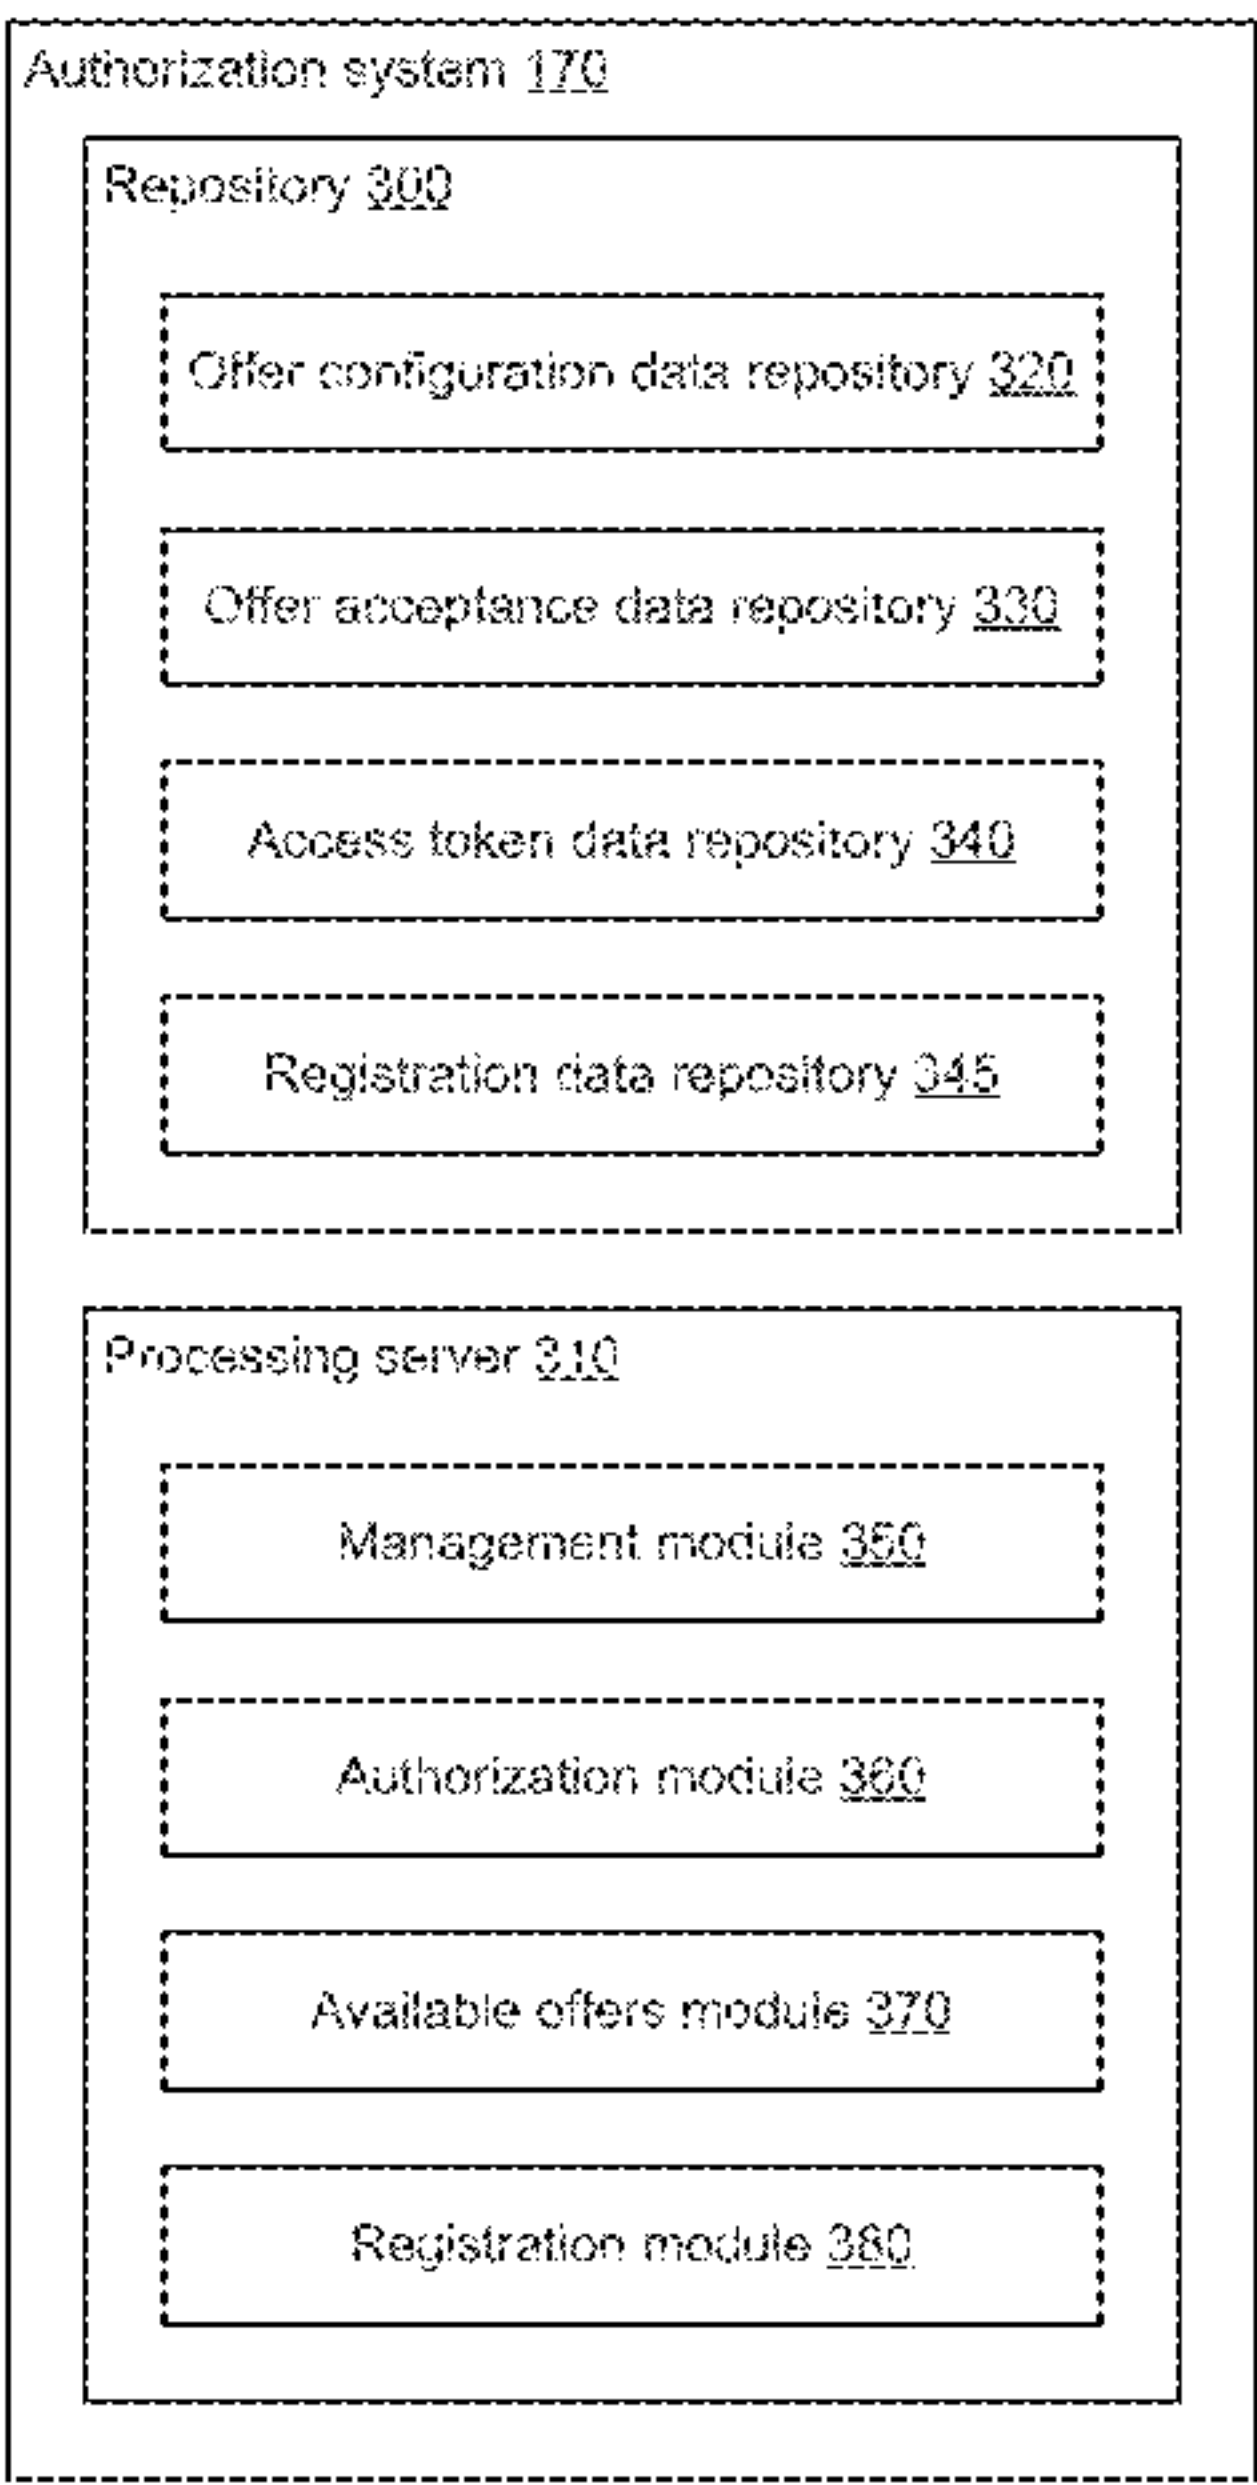 Authorization system 170
Repository 300
Offer configuration data repository 320
Offer acceptance data repository 330
Access token data repository 340
Registration data repository 345
Processing server 310
Management module 350
Authorization module 360
Available offers module 370
Registration module 380